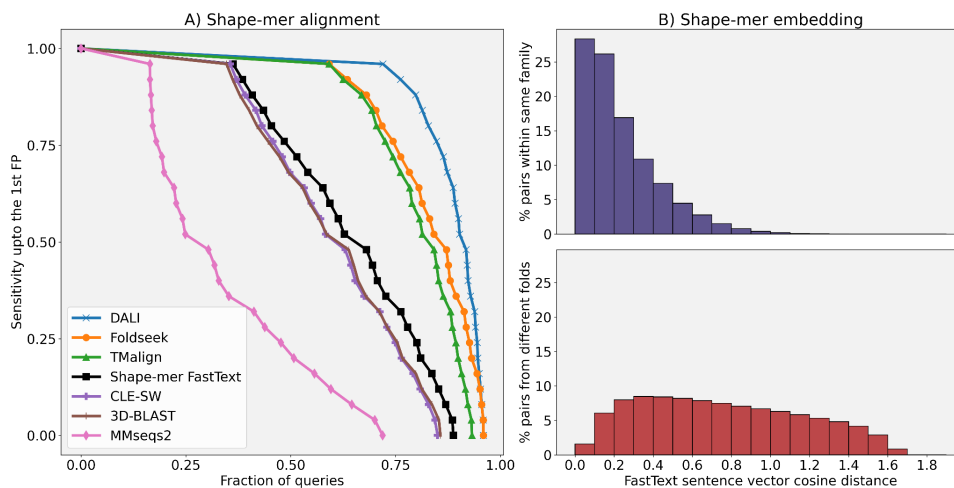 A) Shape-mer alignment
1.00
0.75
0.50
0.25
0.00
Sensitivity upto the 1st FP
DALI
Foldseek
TMalign
Shape-mer FastText
CLE-SW
3D-BLAST
MMseqs2
0.00 0.25 0.50 0.75 1.00
Fraction of queries
B) Shape-mer embedding
% pairs within same family
25
20
15
10
5
0
% pairs from different folds
25
20
15
10
5
0
0.0 0.2 0.4 0.6 0.8 1.0 1.2 1.4 1.6 1.8
FastText sentence vector cosine distance